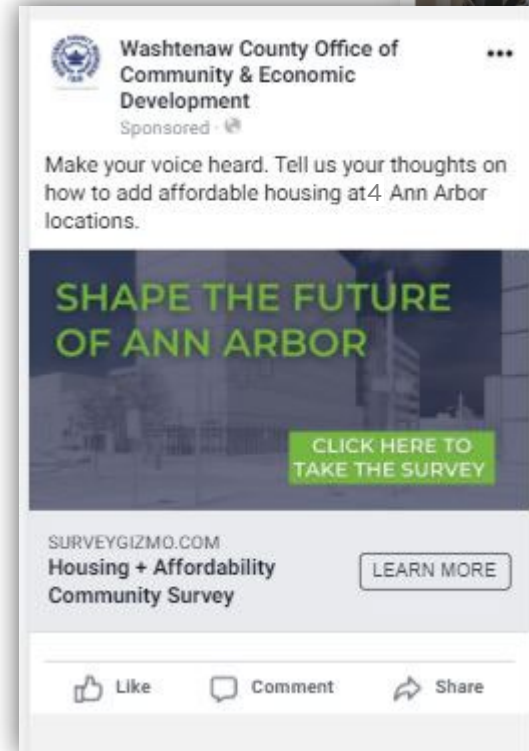 Washtenaw County Office of
Community & Economic
Development
Sponsored ·
Make your voice heard. Tell us your thoughts on
how to add affordable housing at 4 Ann Arbor
locations.
SHAPE THE FUTURE
OF ANN ARBOR
CLICK HERE TO
TAKE THE SURVEY
SURVEYGIZMO.COM
Housing + Affordability
Community Survey
LEARN MORE
Like
Comment
Share